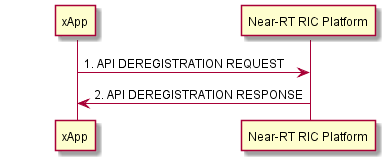 xApp
Near-RT RIC Platform
1. API DEREGISTRATION REQUEST
2. API DEREGISTRATION RESPONSE
xApp
Near-RT RIC Platform